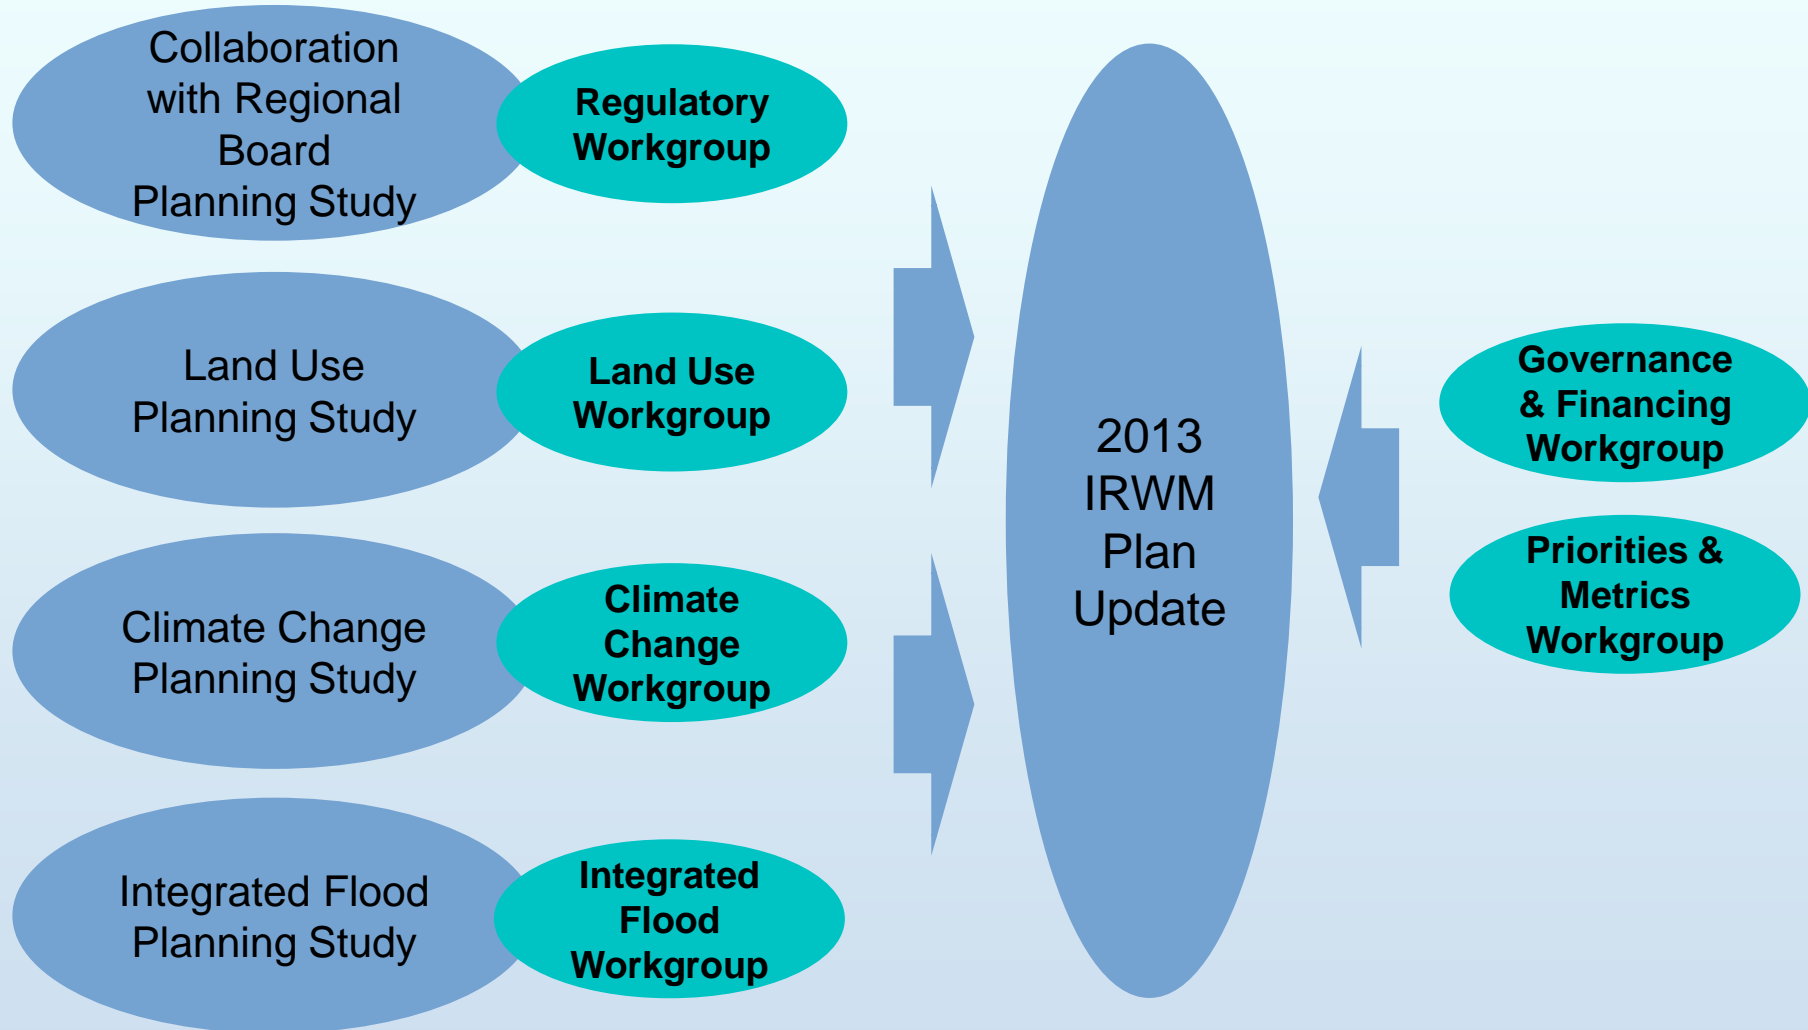 Collaboration
with Regional
Board
Planning Study
Regulatory
Workgroup
Land Use
Planning Study
Land Use
Workgroup
Climate Change
Planning Study
Climate
Change
Workgroup
Integrated Flood
Planning Study
Integrated
Flood
Workgroup
2013
IRWM
Plan
Update
Governance
& Financing
Workgroup
Priorities &
Metrics
Workgroup